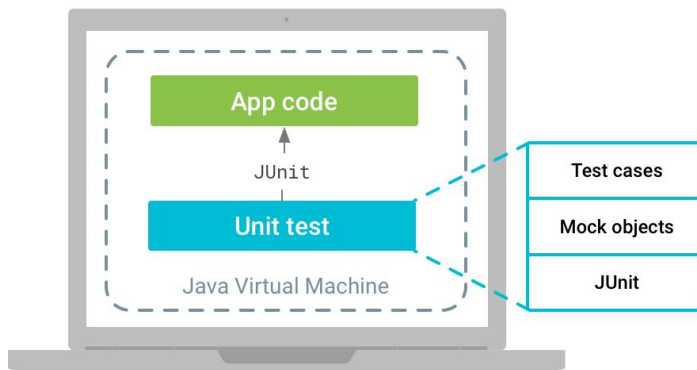 App code
JUnit
Unit test
Java Virtual Machine
Test cases
Mock objects
JUnit